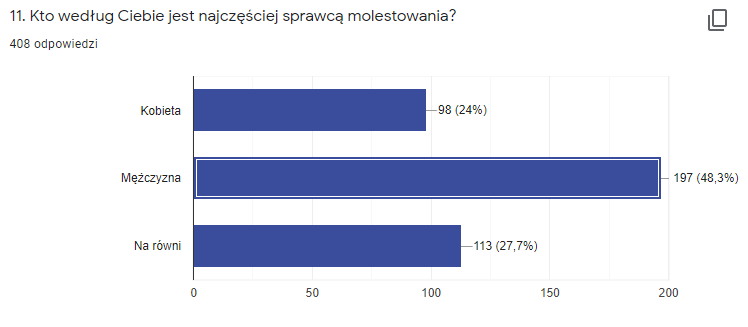 11. Kto według Ciebie jest najczęściej sprawcą molestowania?
408 odpowiedzi
Kobieta 98 (24%)
Mężczyzna 197 (48,3%)
Na równi 113 (27,7%)
0 50 100 150 200